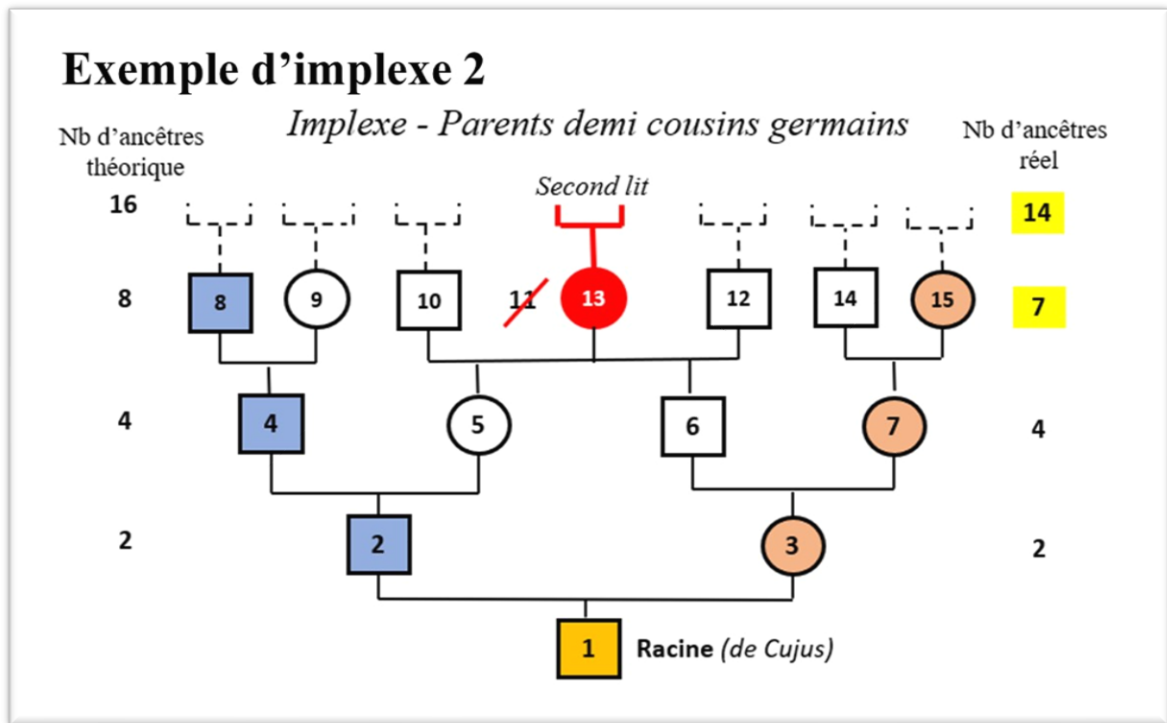 Exemple d’implexe 2
Implexe - Parents demi cousins germains
Nb d’ancêtres
théorique
Nb d’ancêtres
réel
Second lit
16
14
8
8
9
10
11
13
12
14
15
7
4
4
5
6
7
4
2
2
3
2
1
Racine (de Cujus)